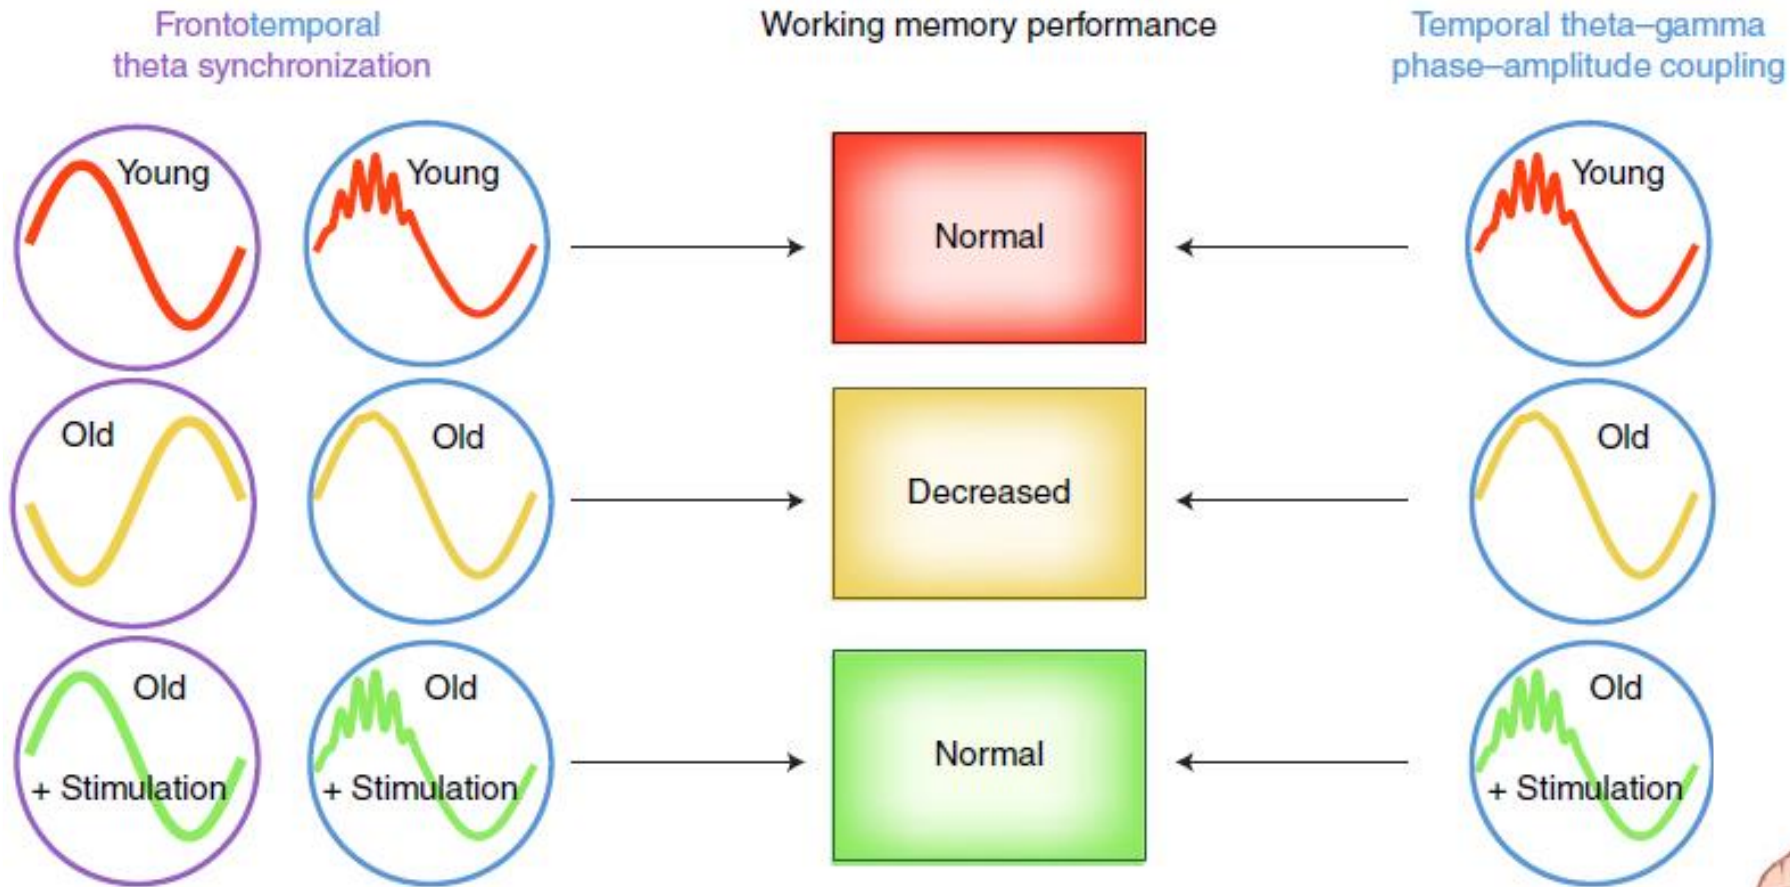 Frontotemporal
theta synchronization
Working memory performance
Temporal theta–gamma
phase–amplitude coupling
Young
Young
Normal
Young
Old
Old
Decreased
Old
Old
+ Stimulation
Old
+ Stimulation
Normal
Old
+ Stimulation